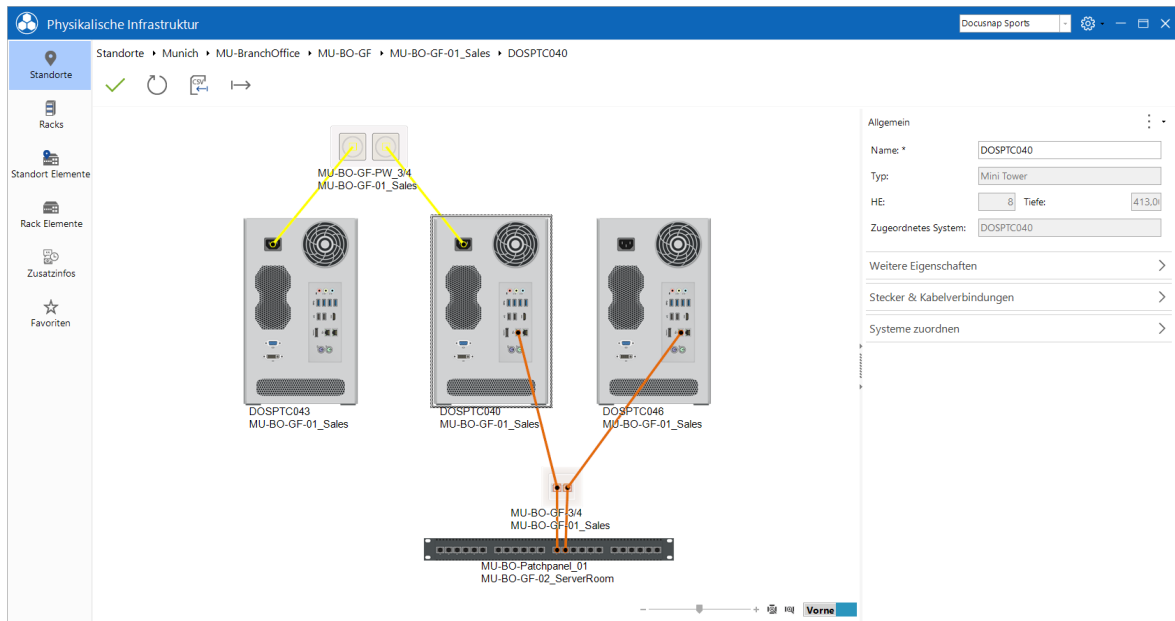 Physikalische Infrastruktur
Docusnap Sports
Standorte
Racks
Standort Elemente
Rack Elemente
Zusatzinfos
Favoriten
Standorte Munich MU-BranchOffice MU-BO-GF MU-BO-GF-01_Sales DOSPTC040
CSV
MU-BO-GF-PW_3/4
MU-BO-GF-01_Sales
DOSPTC043
MU-BO-GF-01_Sales
DOSPTC040
MU-BO-GF-01_Sales
DOSPTC046
MU-BO-GF-01_Sales
MU-BO-GF-3/4
MU-BO-GF-01_Sales
MU-BO-Patchpanel_01
MU-BO-GF-02_ServerRoom
Vorne
Allgemein
Name: * DOSPTC040
Typ: Mini Tower
HE: 8 Tiefe: 413,0
Zugeordnetes System: DOSPTC040
Weitere Eigenschaften
Stecker & Kabelverbindungen
Systeme zuordnen